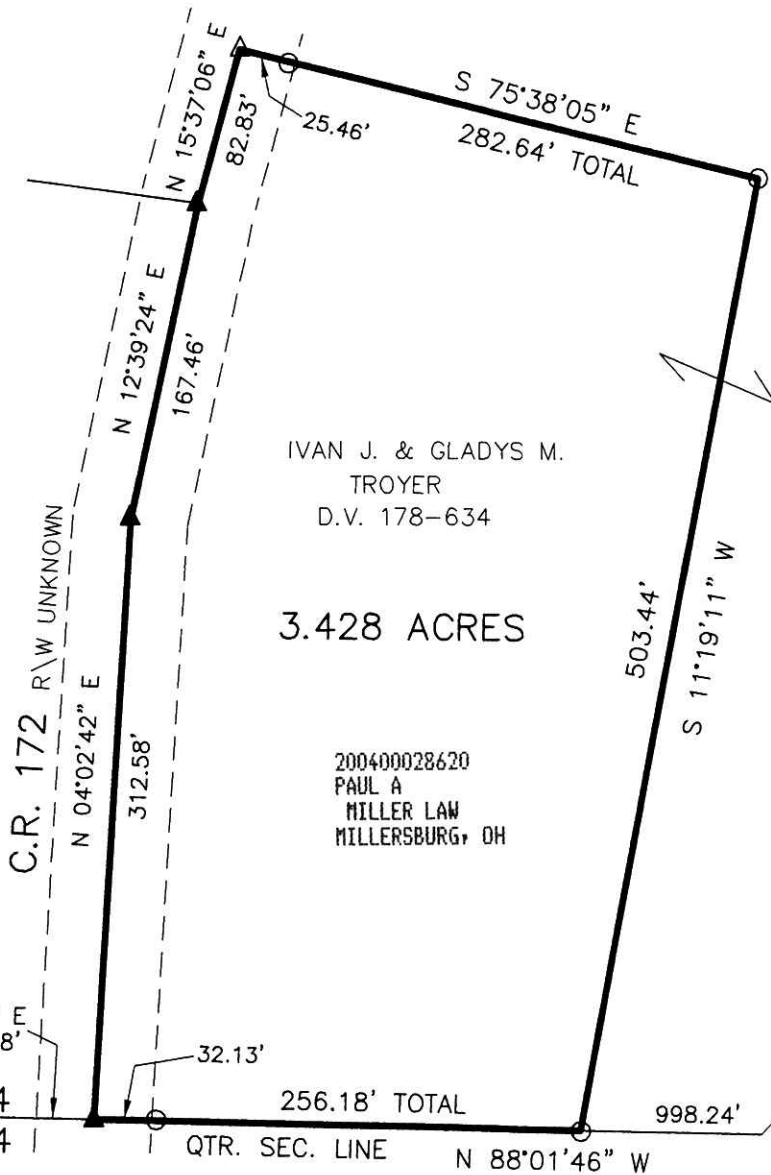 N 15°37'06" E
82.83'
25.46'
S 75°38'05" E
282.64' TOTAL
N 12°39'24" E
167.46'
IVAN J. & GLADYS M.
TROYER
D.V. 178-634
3.428 ACRES
503.44'
S 11°19'11" W
C.R. 172 R\W UNKNOWN
N 04°02'42" E
312.58'
200400028620
PAUL A
MILLER LAW
MILLERSBURG, OH
E
8'
32.13'
256.18' TOTAL
998.24'
4
4
QTR. SEC. LINE
N 88°01'46" W